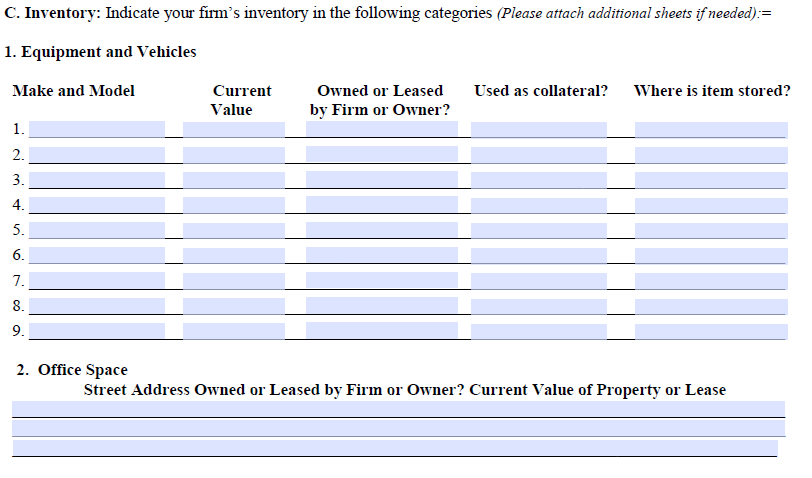 C. Inventory: Indicate your firm’s inventory in the following categories (Please attach additional sheets if needed):=
1. Equipment and Vehicles
Make and Model Current Value Owned or Leased by Firm or Owner? Used as collateral? Where is item stored?
1.
2.
3.
4.
5.
6.
7.
8.
9.
2. Office Space
Street Address Owned or Leased by Firm or Owner? Current Value of Property or Lease